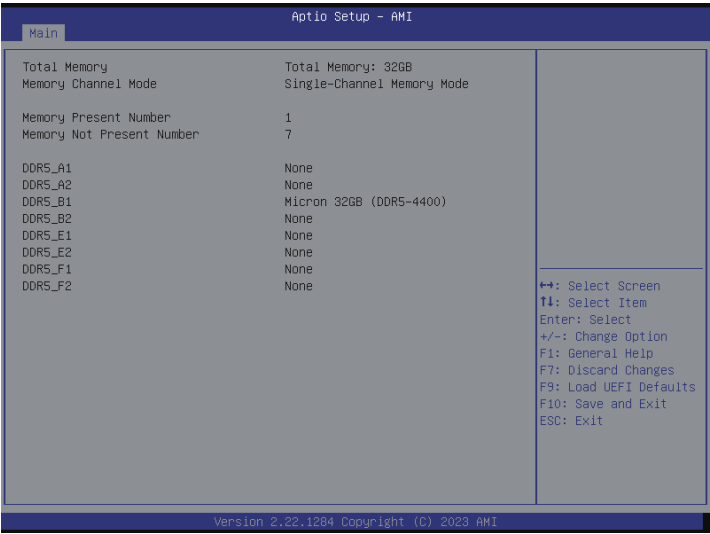 Aptio Setup – AMI
Main
Total Memory Total Memory: 32GB
Memory Channel Mode Single-Channel Memory Mode
Memory Present Number 1
Memory Not Present Number 7
DDR5_A1 None
DDR5_A2 None
DDR5_B1 Micron 32GB (DDR5-4400)
DDR5_B2 None
DDR5_E1 None
DDR5_E2 None
DDR5_F1 None
DDR5_F2 None
↔: Select Screen
↑↓: Select Item
Enter: Select
+/-: Change Option
F1: General Help
F7: Discard Changes
F9: Load UEFI Defaults
F10: Save and Exit
ESC: Exit
Version 2.22.1284 Copyright (C) 2023 AMI